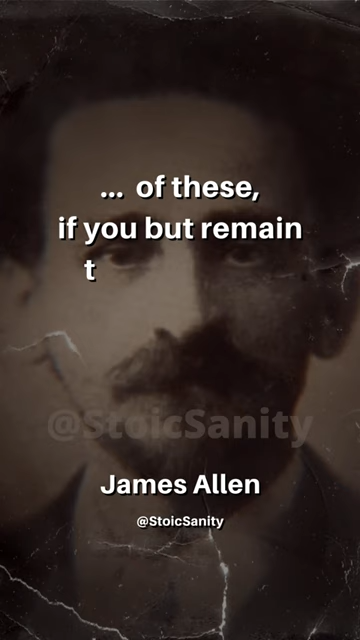 ... of these,
if you but remain
t
@StoicSanity
James Allen
@StoicSanity